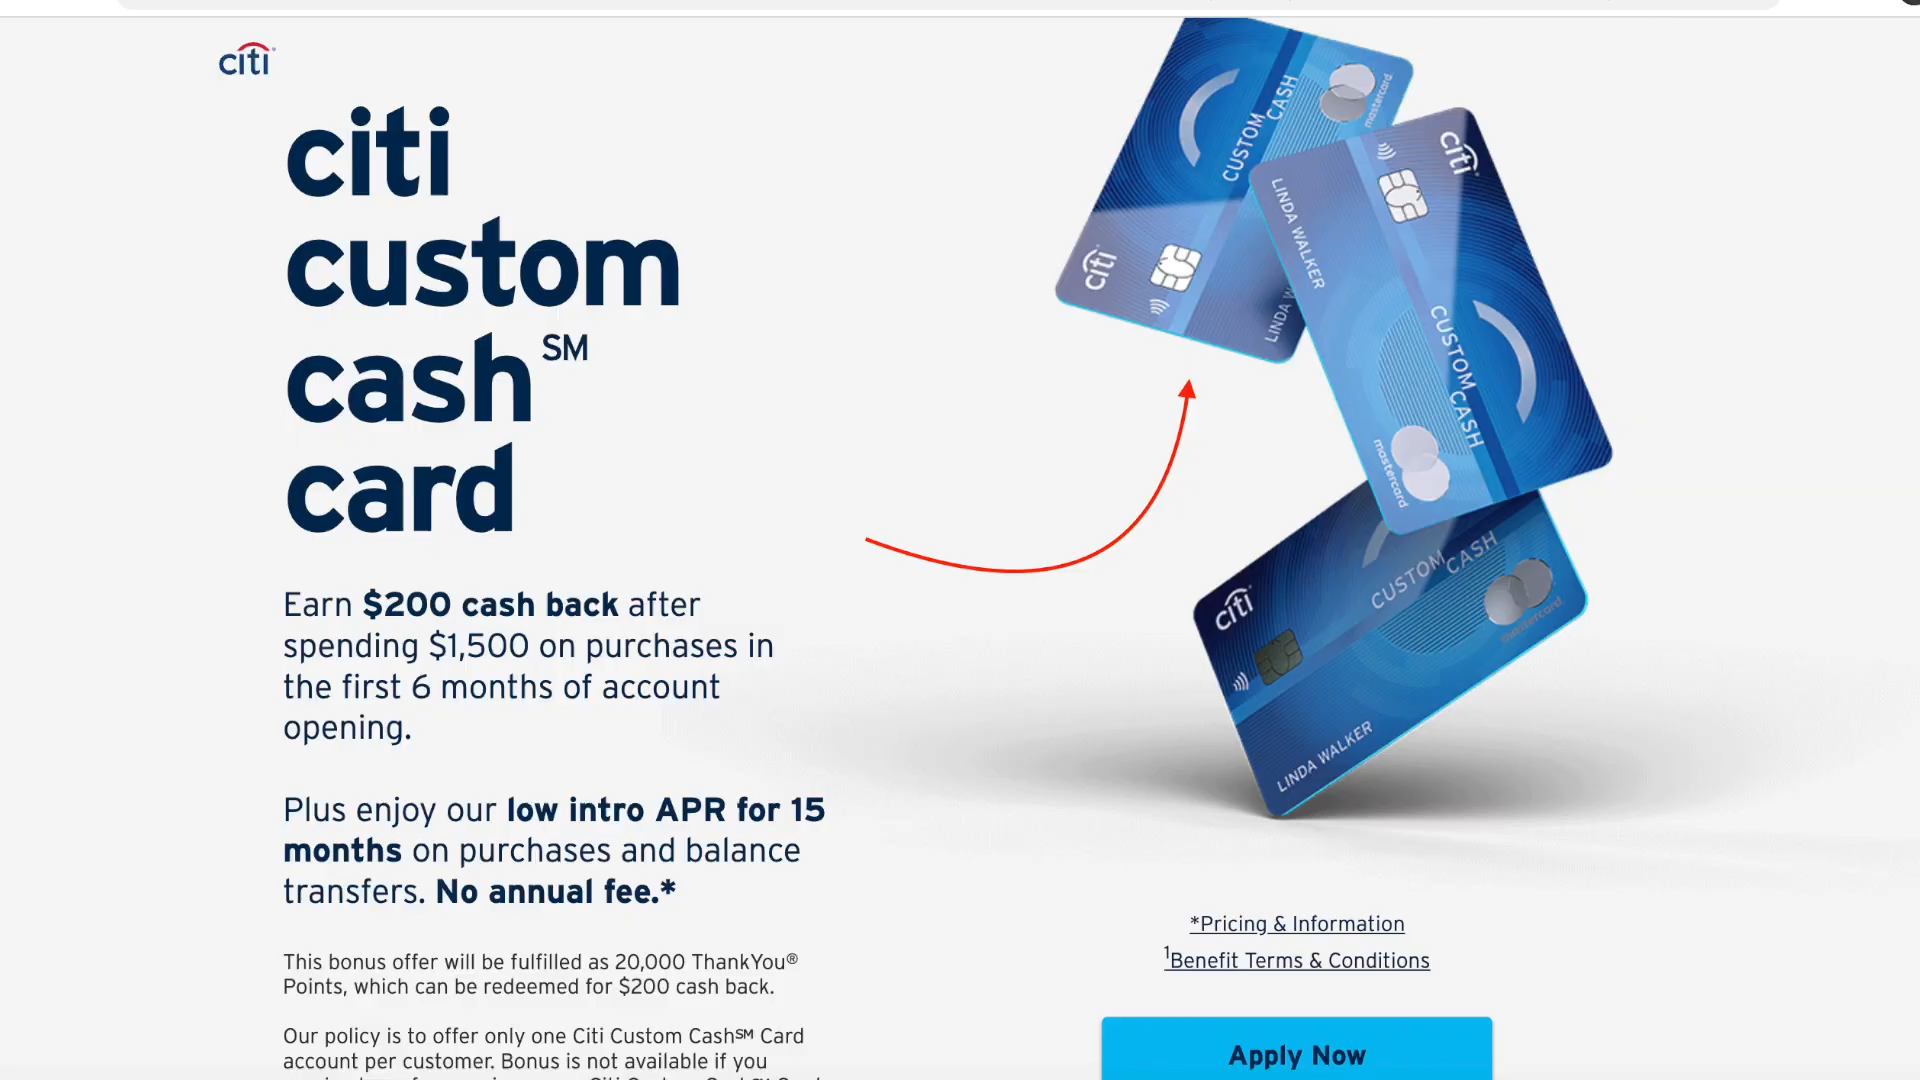 citi
citi
custom
cash SM
card
Earn $200 cash back after
spending $1,500 on purchases in
the first 6 months of account
opening.
Plus enjoy our low intro APR for 15
months on purchases and balance
transfers. No annual fee.*
This bonus offer will be fulfilled as 20,000 ThankYou®
Points, which can be redeemed for $200 cash back.
Our policy is to offer only one Citi Custom Cash℠ Card
account per customer. Bonus is not available if you
CUSTOM CASH
mastercard
citi
LINDA W
citi
LINDA WALKER
CUSTOM CASH
mastercard
citi
CUSTOM CASH
mastercard
LINDA WALKER
*Pricing & Information
1Benefit Terms & Conditions
Apply Now